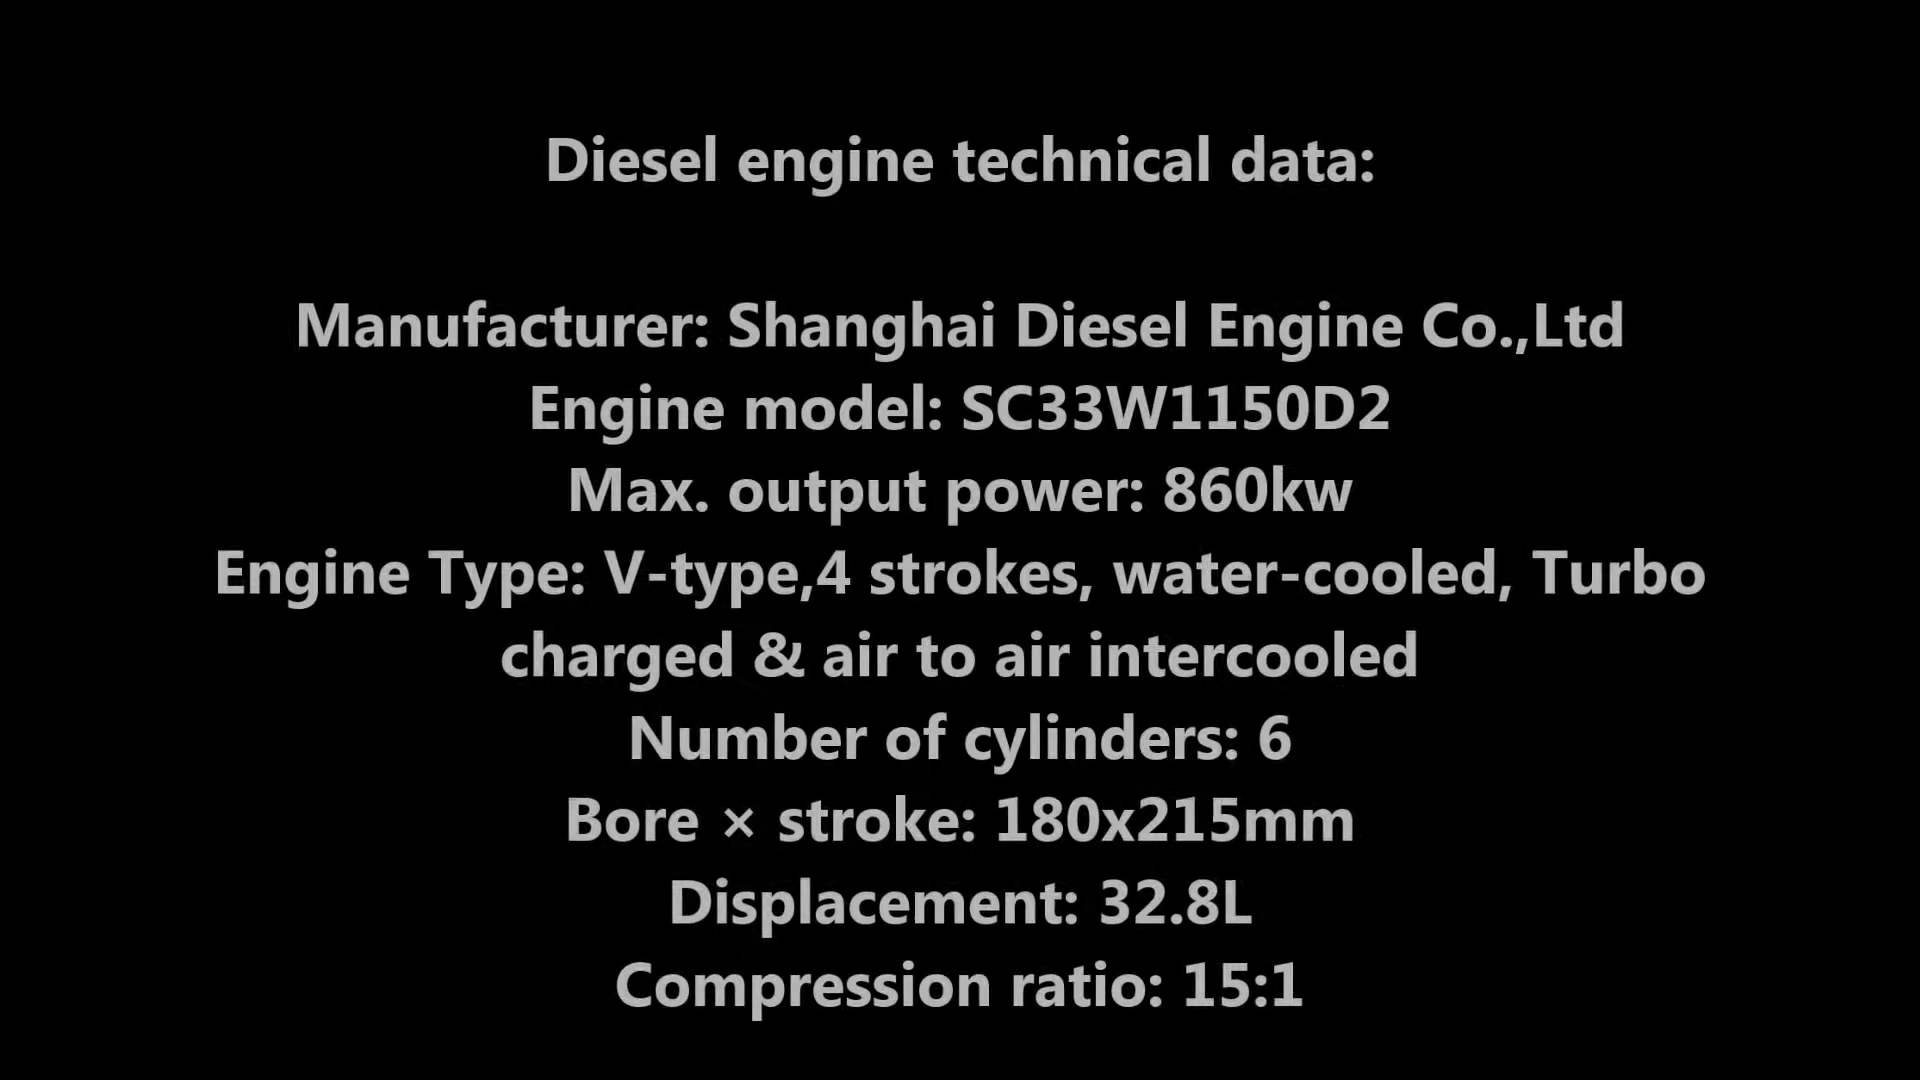 Diesel engine technical data:
Manufacturer: Shanghai Diesel Engine Co.,Ltd
Engine model: SC33W1150D2
Max. output power: 860kw
Engine Type: V-type,4 strokes, water-cooled, Turbo
charged & air to air intercooled
Number of cylinders: 6
Bore × stroke: 180x215mm
Displacement: 32.8L
Compression ratio: 15:1